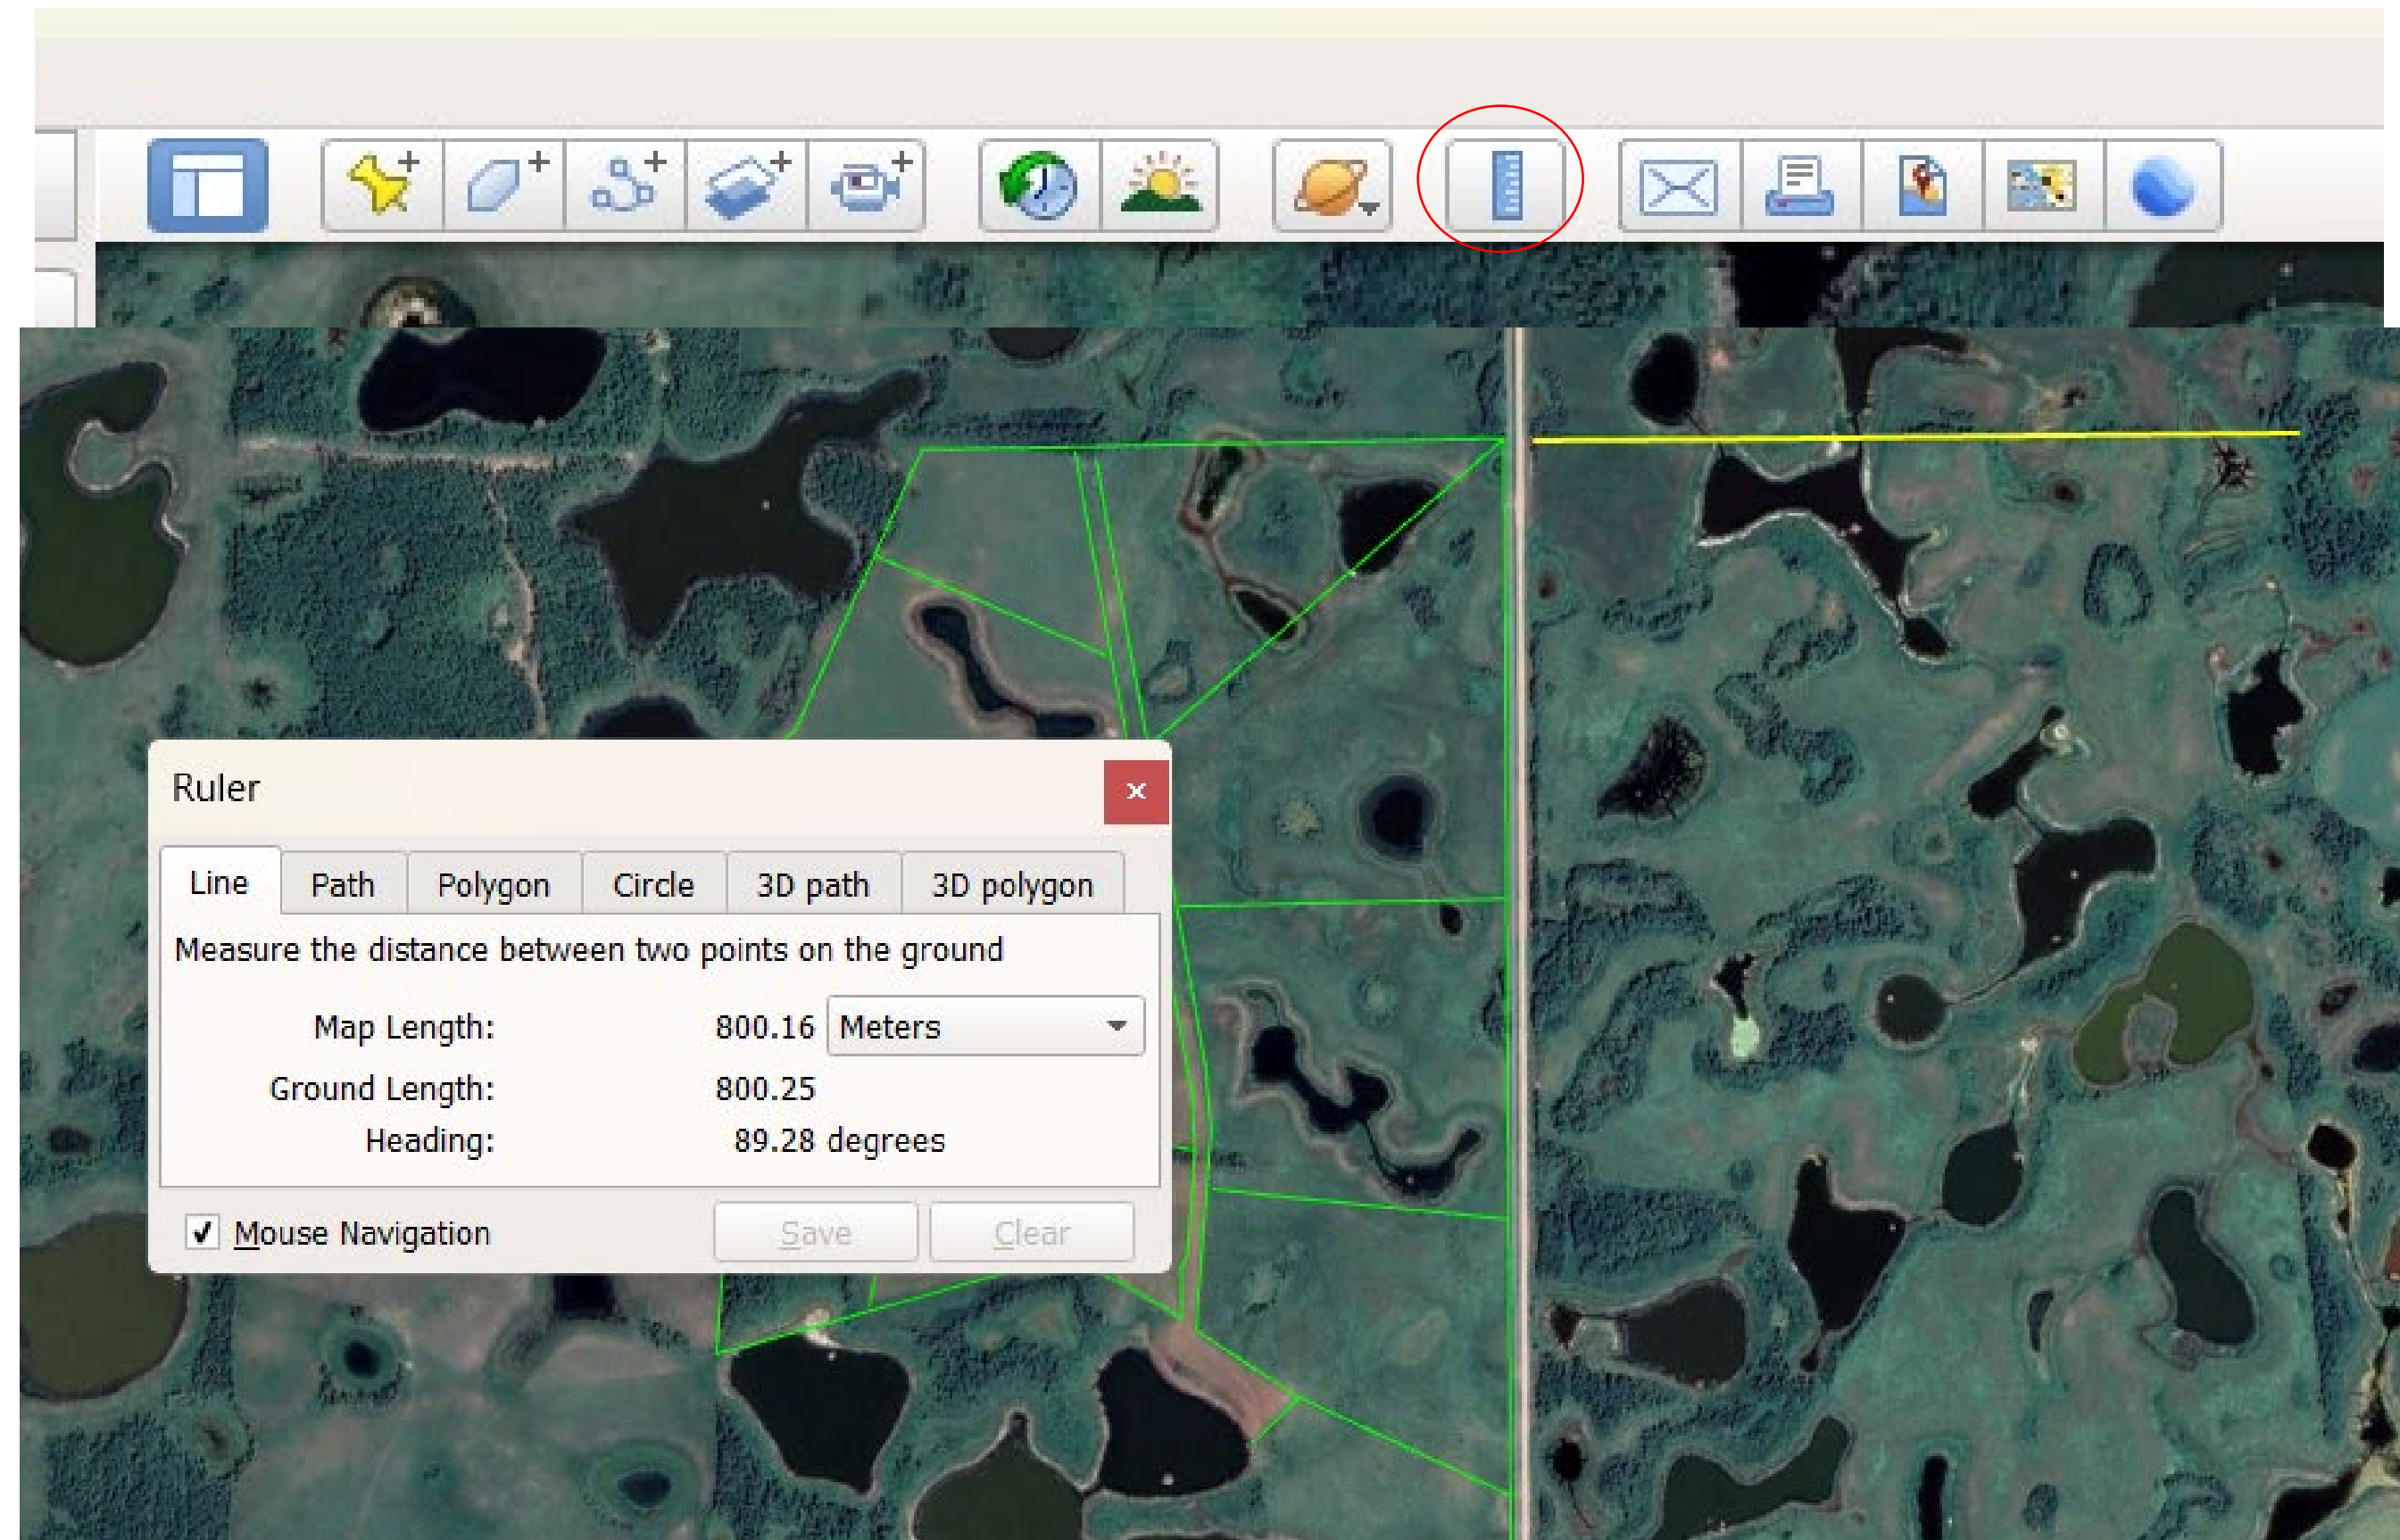 Ruler
Line Path Polygon Circle 3D path 3D polygon
Measure the distance between two points on the ground
Map Length: 800.16 Meters
Ground Length: 800.25
Heading: 89.28 degrees
Mouse Navigation Save Clear